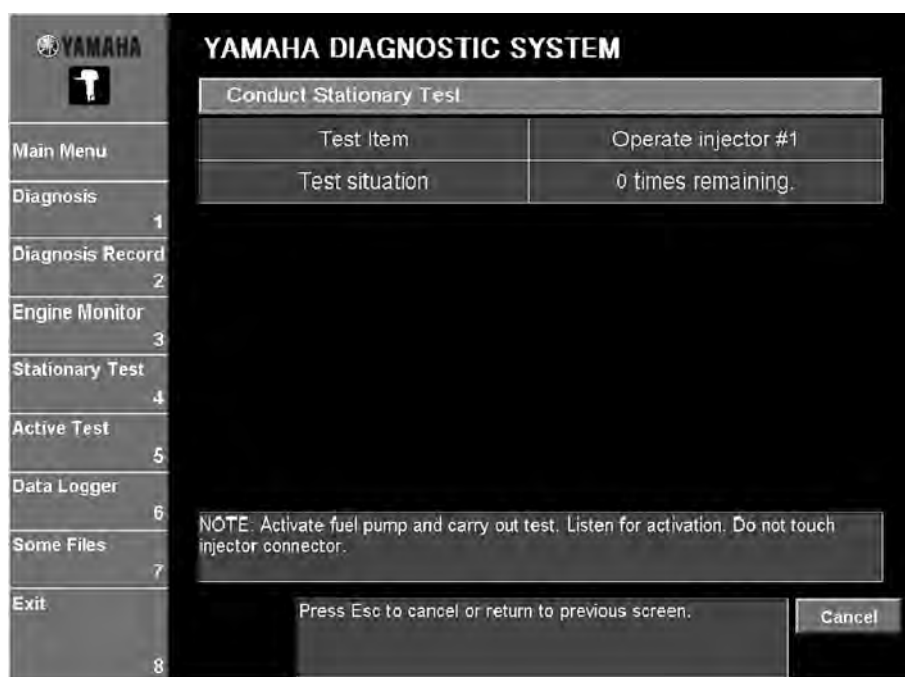 YAMAHA
YAMAHA DIAGNOSTIC SYSTEM
Conduct Stationary Test
Test Item
Operate injector #1
Test situation
0 times remaining.
Main Menu
Diagnosis
1
Diagnosis Record
2
Engine Monitor
3
Stationary Test
4
Active Test
5
Data Logger
6
Some Files
7
Exit
8
NOTE: Activate fuel pump and carry out test. Listen for activation. Do not touch
injector connector.
Press Esc to cancel or return to previous screen.
Cancel